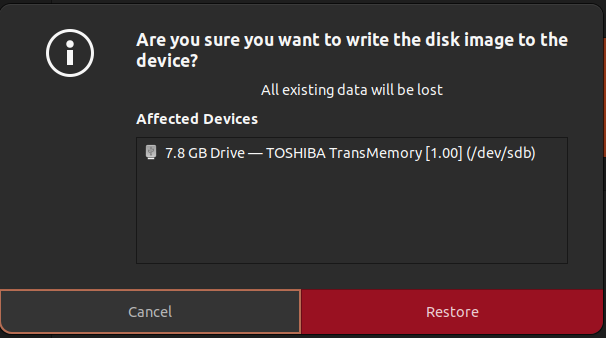 Are you sure you want to write the disk image to the
device?
All existing data will be lost
Affected Devices
7.8 GB Drive — TOSHIBA TransMemory [1.00] (/dev/sdb)
Cancel
Restore